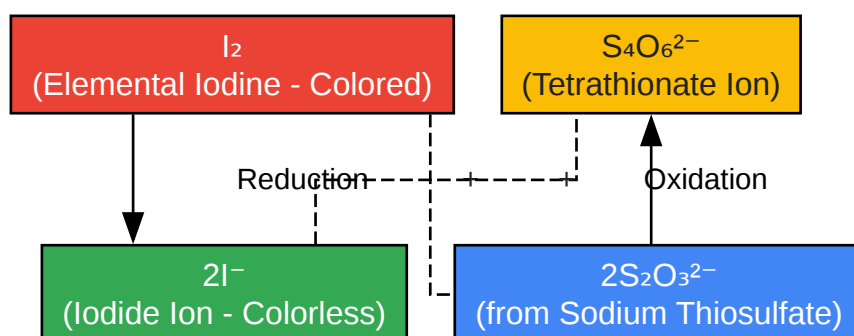 I₂
(Elemental Iodine - Colored)
S₄O₆²⁻
(Tetrathionate Ion)
Reduction
+
+
Oxidation
2I⁻
(Iodide Ion - Colorless)
2S₂O₃²⁻
(from Sodium Thiosulfate)